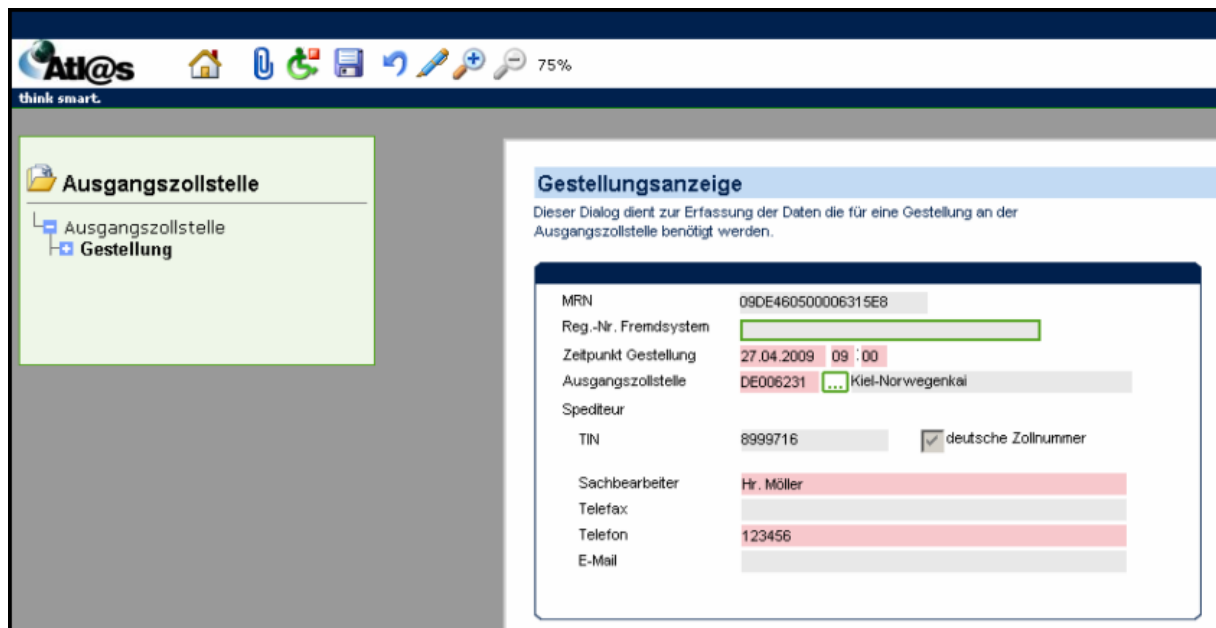 Atl@s
75%
think smart.
Ausgangszollstelle
Ausgangszollstelle
Gestellung
Gestellungsanzeige
Dieser Dialog dient zur Erfassung der Daten die für eine Gestellung an der
Ausgangszollstelle benötigt werden.
MRN 09DE460500006315E8
Reg.-Nr. Fremdsystem
Zeitpunkt Gestellung 27.04.2009 09 : 00
Ausgangszollstelle DE006231 ... Kiel-Norwegenkai
Spediteur
TIN 8999716 deutsche Zollnummer
Sachbearbeiter Hr. Möller
Telefax
Telefon 123456
E-Mail